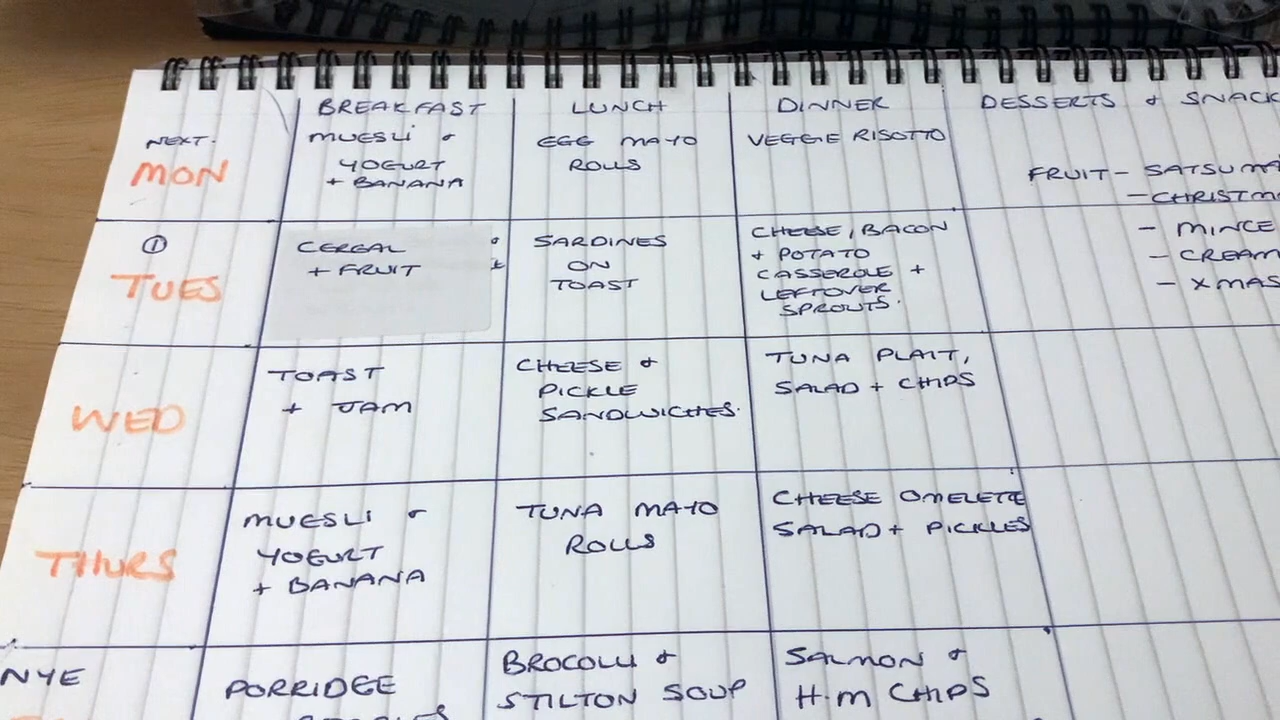 BREAKFAST LUNCH DINNER DESSERTS & SNACK
NEXT.
MON
MUESLI &
YOGURT
+ BANANA
EGG MAYO
ROLLS
VEGGIE RISOTTO
FRUIT - SATSUMA
- CHRISTM
①
TUES
CEREAL
+ FRUIT
SARDINES
ON
TOAST
CHEESE, BACON
+ POTATO
CASSEROLE +
LEFTOVER
SPROUTS.
- MINCE
- CREAM
- XMAS
WED
TOAST
+ JAM
CHEESE &
PICKLE
SANDWICHES.
TUNA PLAIT,
SALAD + CHIPS
THURS
MUESLI &
YOGURT
+ BANANA
TUNA MAYO
ROLLS
CHEESE OMELETTE
SALAD + PICKLES
NYE
PORRIDGE
BROCOLLI &
STILTON SOUP
SALMON &
H.M CHIPS